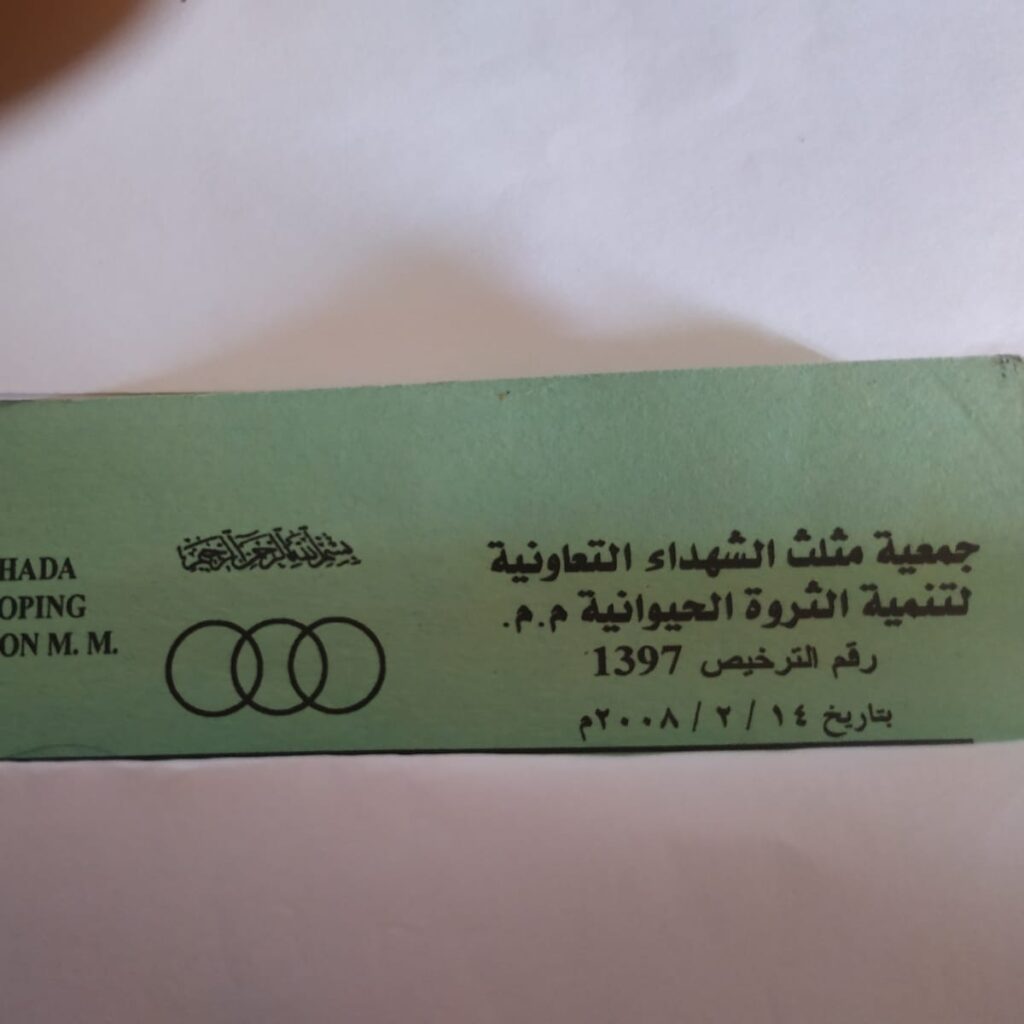 بسم الله الرحمن الرحيم
جمعية مثلث الشهداء التعاونية
لتنمية الثروة الحيوانية م.م.
رقم الترخيص 1397
بتاريخ ١٤ / ٢ / ٢٠٠٨م
HADA
OPING
ON M. M.